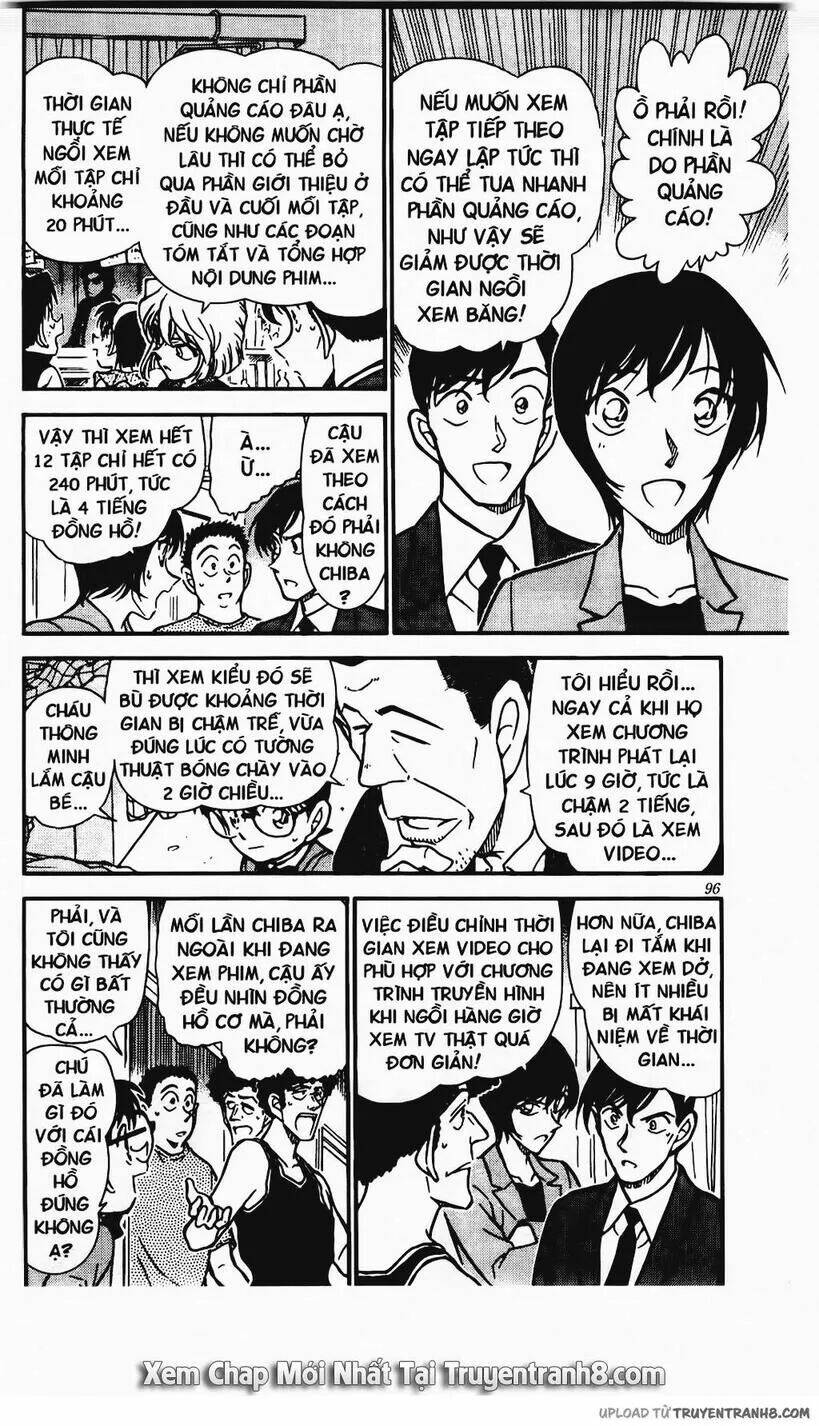 Ồ PHẢI RỒI!
CHÍNH LÀ
DO PHẦN
QUẢNG
CÁO!
NẾU MUỐN XEM
TẬP TIẾP THEO
NGAY LẬP TỨC THÌ
CÓ THỂ TUA NHANH
PHẦN QUẢNG CÁO,
NHƯ VẬY SẼ
GIẢM ĐƯỢC THỜI
GIAN NGỒI
XEM BĂNG!
KHÔNG CHỈ PHẦN
QUẢNG CÁO ĐÂU Ạ,
NẾU KHÔNG MUỐN CHỜ
LÂU THÌ CÓ THỂ BỎ
QUA PHẦN GIỚI THIỆU Ở
ĐẦU VÀ CUỐI MỖI TẬP,
CŨNG NHƯ CÁC ĐOẠN
TÓM TẮT VÀ TỔNG HỢP
NỘI DUNG PHIM...
THỜI GIAN
THỰC TẾ
NGỒI XEM
MỖI TẬP CHỈ
KHOẢNG
20 PHÚT...
CẬU
ĐÃ XEM
THEO
CÁCH
ĐÓ PHẢI
KHÔNG
CHIBA
?
À...
Ừ...
VẬY THÌ XEM HẾT
12 TẬP CHỈ HẾT CÓ
240 PHÚT, TỨC
LÀ 4 TIẾNG
ĐỒNG HỒ!
TÔI HIỂU RỒI...
NGAY CẢ KHI HỌ
XEM CHƯƠNG
TRÌNH PHÁT LẠI
LÚC 9 GIỜ, TỨC LÀ
CHẬM 2 TIẾNG,
SAU ĐÓ LÀ XEM
VIDEO...
THÌ XEM KIỂU ĐÓ SẼ
BÙ ĐƯỢC KHOẢNG THỜI
GIAN BỊ CHẬM TRỄ, VỪA
ĐÚNG LÚC CÓ TƯỜNG
THUẬT BÓNG CHÀY VÀO
2 GIỜ CHIỀU...
CHÁU
THÔNG
MINH
LẮM CẬU
BÉ...
96
HƠN NỮA, CHIBA
LẠI ĐI TẮM KHI
ĐANG XEM DỞ,
NÊN ÍT NHIỀU
BỊ MẤT KHÁI
NIỆM VỀ THỜI
GIAN...
VIỆC ĐIỀU CHỈNH THỜI
GIAN XEM VIDEO CHO
PHÙ HỢP VỚI CHƯƠNG
TRÌNH TRUYỀN HÌNH
KHI NGỒI HÀNG GIỜ
XEM TV THẬT QUÁ
ĐƠN GIẢN!
MỖI LẦN CHIBA RA
NGOÀI KHI ĐANG
XEM PHIM, CẬU ẤY
ĐỀU NHÌN ĐỒNG
HỒ CƠ MÀ, PHẢI
KHÔNG?
PHẢI, VÀ
TÔI CŨNG
KHÔNG THẤY
CÓ GÌ BẤT
THƯỜNG
CẢ...
CHÚ
ĐÃ LÀM
GÌ ĐÓ
VỚI CÁI
ĐỒNG
HỒ
ĐÚNG
KHÔNG
Ạ?
Xem Chap Mới Nhất Tại Truyentranh8.com
UPLOAD TỪ TRUYENTRANH8.COM